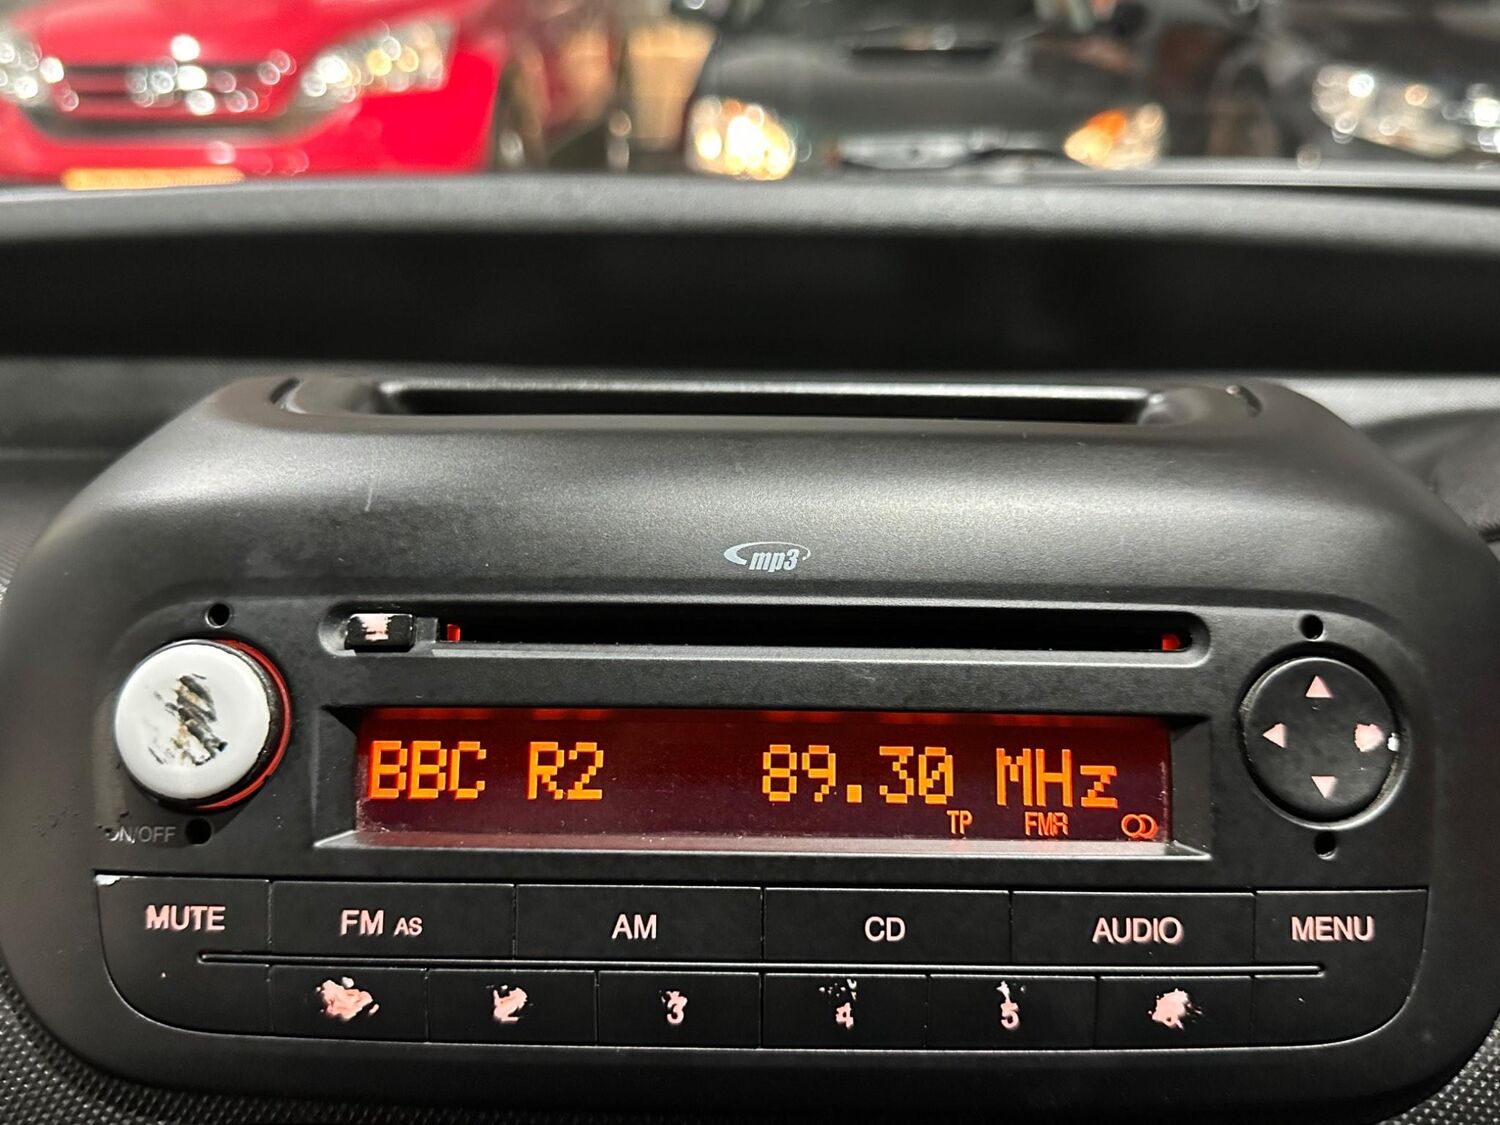 mp3
BBC R2 89.30 MHz
TP FMR
ON/OFF
MUTE FM AS AM CD AUDIO MENU
2 3 4 5